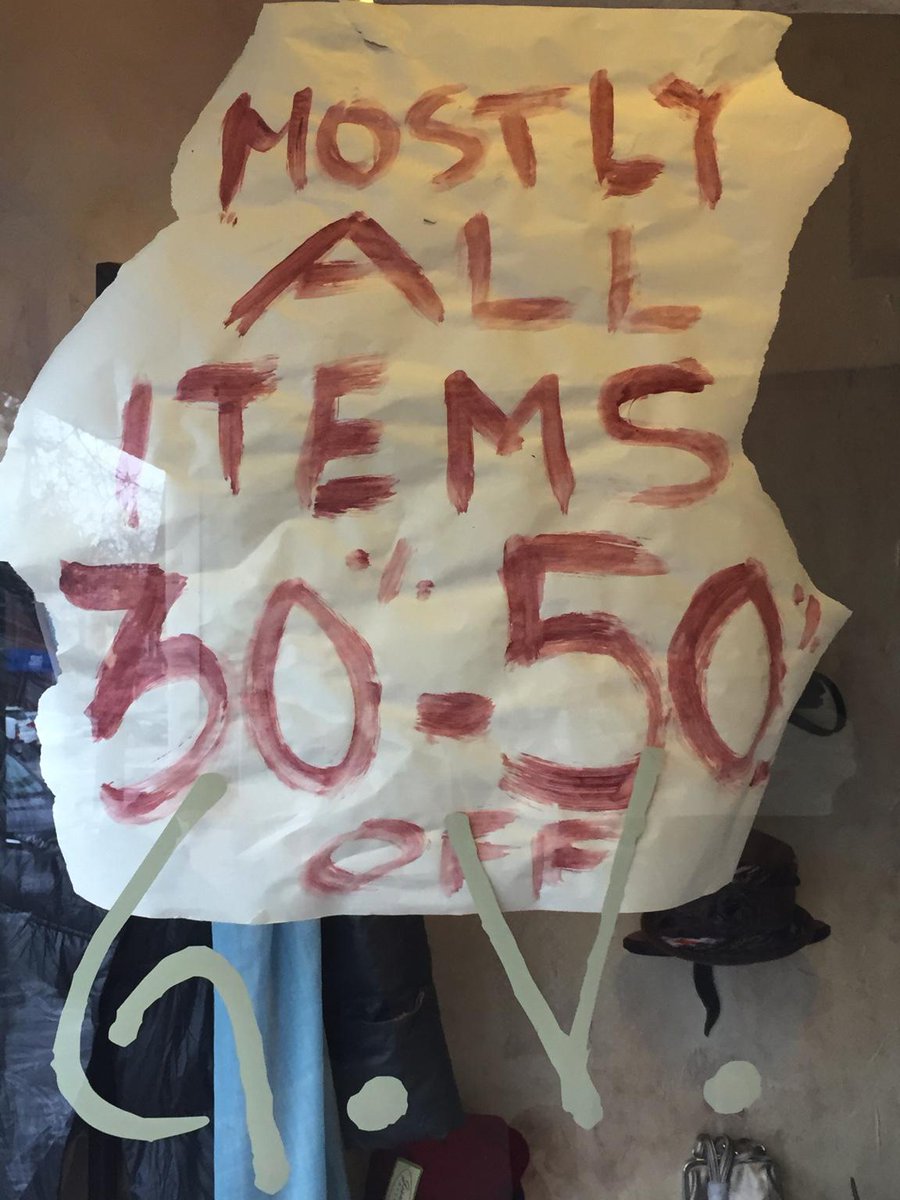 MOSTLY
ALL
ITEMS
30%-50%
OFF
G.V.